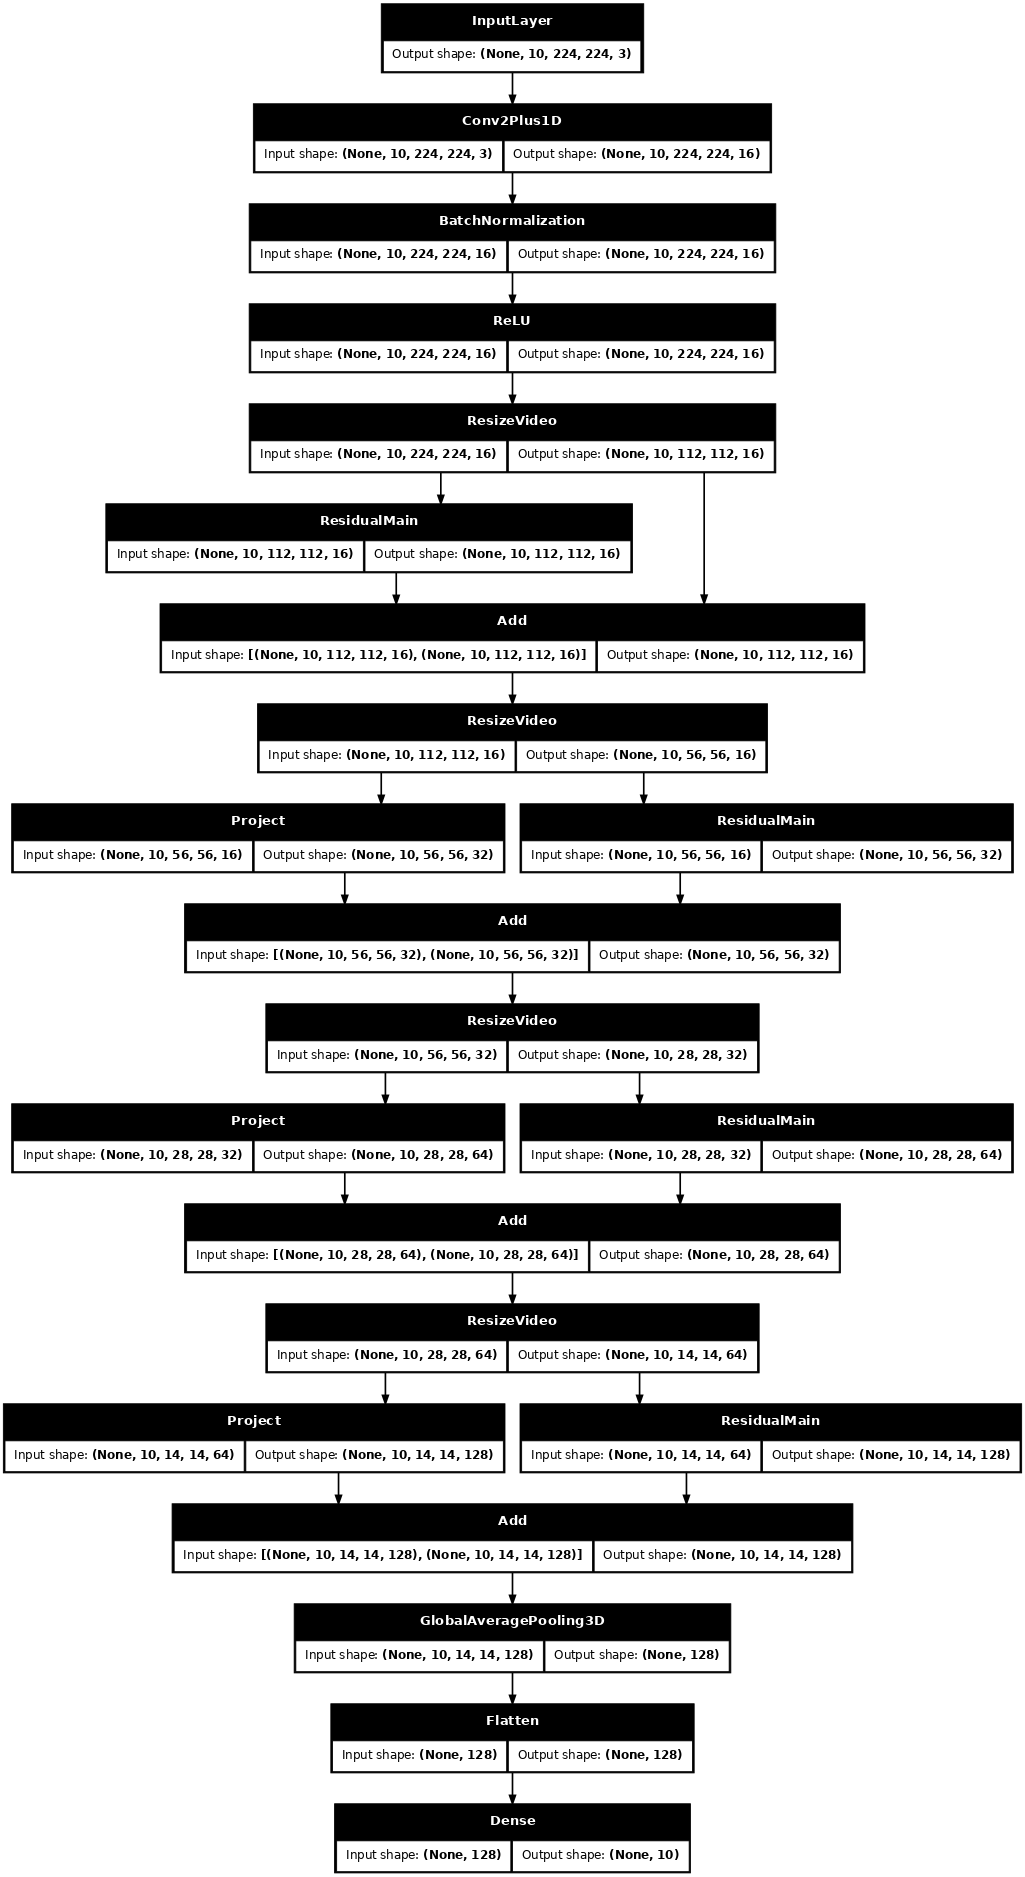 InputLayer
Output shape: (None, 10, 224, 224, 3)
Conv2Plus1D
Input shape: (None, 10, 224, 224, 3) Output shape: (None, 10, 224, 224, 16)
BatchNormalization
Input shape: (None, 10, 224, 224, 16) Output shape: (None, 10, 224, 224, 16)
ReLU
Input shape: (None, 10, 224, 224, 16) Output shape: (None, 10, 224, 224, 16)
ResizeVideo
Input shape: (None, 10, 224, 224, 16) Output shape: (None, 10, 112, 112, 16)
ResidualMain
Input shape: (None, 10, 112, 112, 16) Output shape: (None, 10, 112, 112, 16)
Add
Input shape: [(None, 10, 112, 112, 16), (None, 10, 112, 112, 16)] Output shape: (None, 10, 112, 112, 16)
ResizeVideo
Input shape: (None, 10, 112, 112, 16) Output shape: (None, 10, 56, 56, 16)
Project
Input shape: (None, 10, 56, 56, 16) Output shape: (None, 10, 56, 56, 32)
ResidualMain
Input shape: (None, 10, 56, 56, 16) Output shape: (None, 10, 56, 56, 32)
Add
Input shape: [(None, 10, 56, 56, 32), (None, 10, 56, 56, 32)] Output shape: (None, 10, 56, 56, 32)
ResizeVideo
Input shape: (None, 10, 56, 56, 32) Output shape: (None, 10, 28, 28, 32)
Project
Input shape: (None, 10, 28, 28, 32) Output shape: (None, 10, 28, 28, 64)
ResidualMain
Input shape: (None, 10, 28, 28, 32) Output shape: (None, 10, 28, 28, 64)
Add
Input shape: [(None, 10, 28, 28, 64), (None, 10, 28, 28, 64)] Output shape: (None, 10, 28, 28, 64)
ResizeVideo
Input shape: (None, 10, 28, 28, 64) Output shape: (None, 10, 14, 14, 64)
Project
Input shape: (None, 10, 14, 14, 64) Output shape: (None, 10, 14, 14, 128)
ResidualMain
Input shape: (None, 10, 14, 14, 64) Output shape: (None, 10, 14, 14, 128)
Add
Input shape: [(None, 10, 14, 14, 128), (None, 10, 14, 14, 128)] Output shape: (None, 10, 14, 14, 128)
GlobalAveragePooling3D
Input shape: (None, 10, 14, 14, 128) Output shape: (None, 128)
Flatten
Input shape: (None, 128) Output shape: (None, 128)
Dense
Input shape: (None, 128) Output shape: (None, 10)